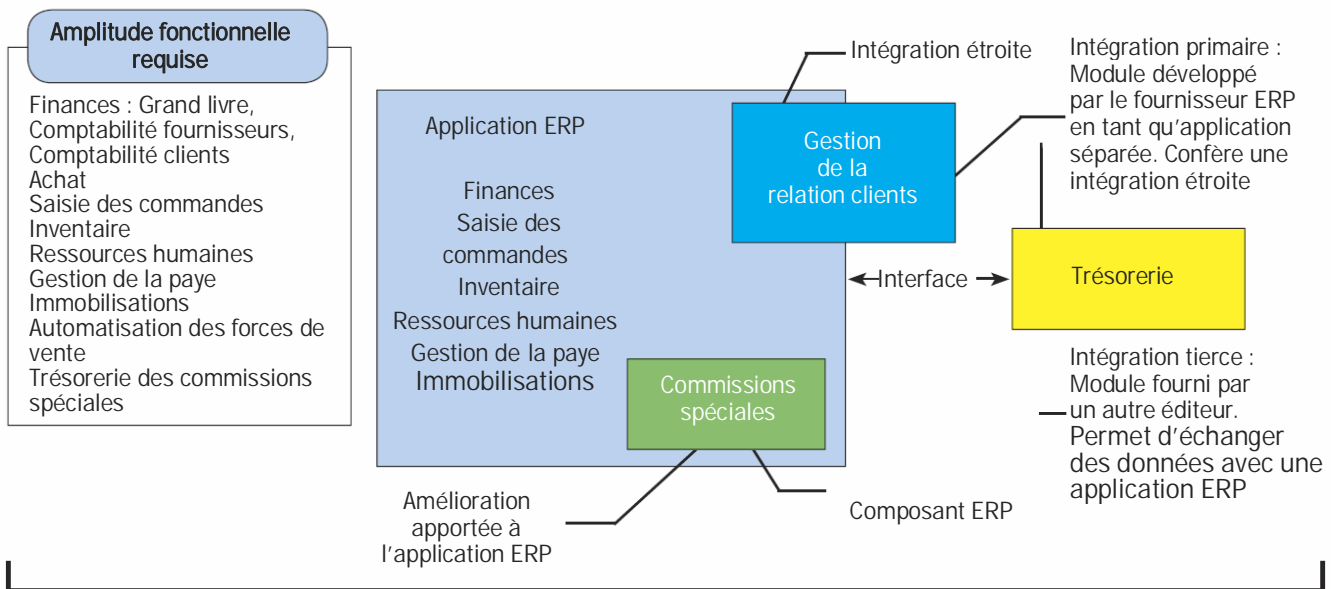 Amplitude fonctionnelle
requise
Finances : Grand livre,
Comptabilité fournisseurs,
Comptabilité clients
Achat
Saisie des commandes
Inventaire
Ressources humaines
Gestion de la paye
Immobilisations
Automatisation des forces de
vente
Trésorerie des commissions
spéciales
Application ERP
Finances
Saisie des
commandes
Inventaire
Ressources humaines
Gestion de la paye
Immobilisations
Intégration étroite
Gestion
de la
relation clients
Intégration primaire :
Module développé
par le fournisseur ERP
en tant qu’application
séparée. Confère une
intégration étroite
Interface
Trésorerie
Commissions
spéciales
Intégration tierce :
Module fourni par
un autre éditeur.
Permet d’échanger
des données avec une
application ERP
Amélioration
apportée à
l’application ERP
Composant ERP